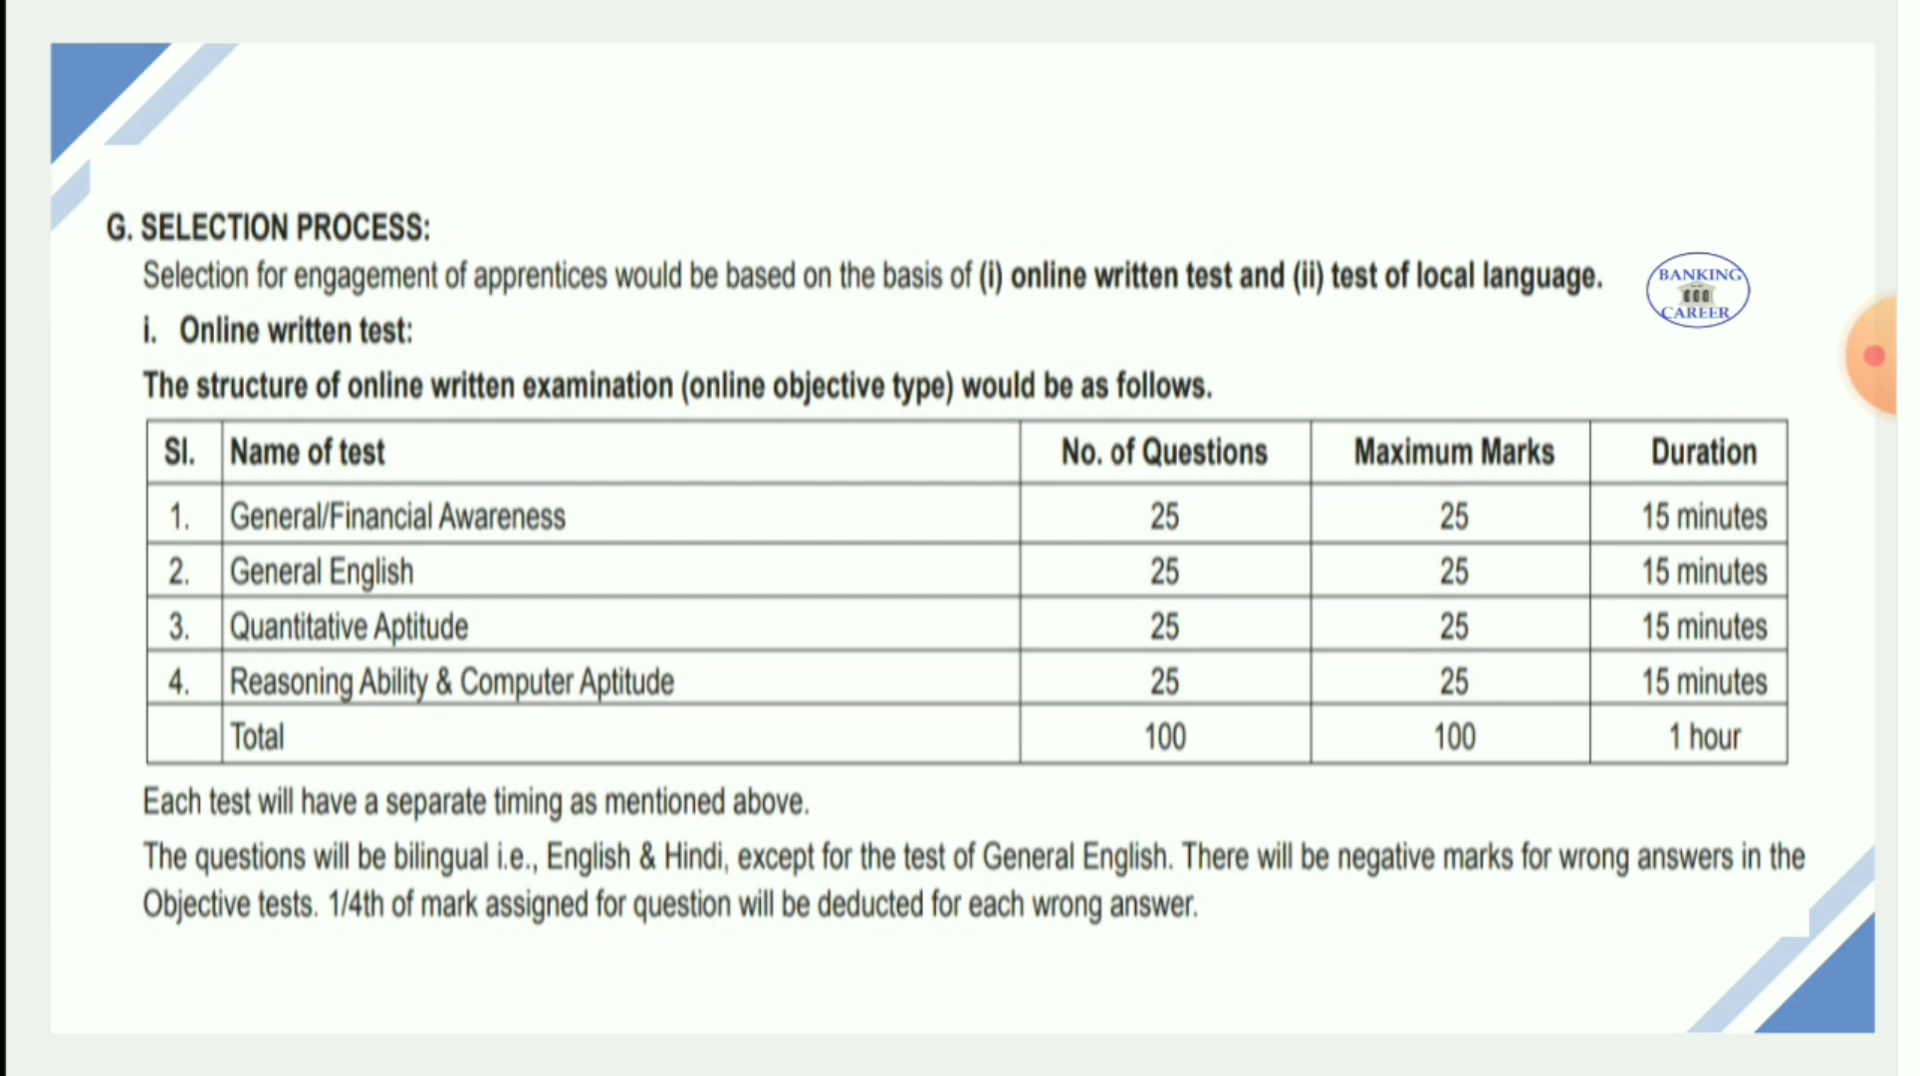 G. SELECTION PROCESS:
Selection for engagement of apprentices would be based on the basis of (i) online written test and (ii) test of local language.
BANKING
CAREER
i. Online written test:
The structure of online written examination (online objective type) would be as follows.
Sl. Name of test No. of Questions Maximum Marks Duration
1. General/Financial Awareness 25 25 15 minutes
2. General English 25 25 15 minutes
3. Quantitative Aptitude 25 25 15 minutes
4. Reasoning Ability & Computer Aptitude 25 25 15 minutes
Total 100 100 1 hour
Each test will have a separate timing as mentioned above.
The questions will be bilingual i.e., English & Hindi, except for the test of General English. There will be negative marks for wrong answers in the
Objective tests. 1/4th of mark assigned for question will be deducted for each wrong answer.